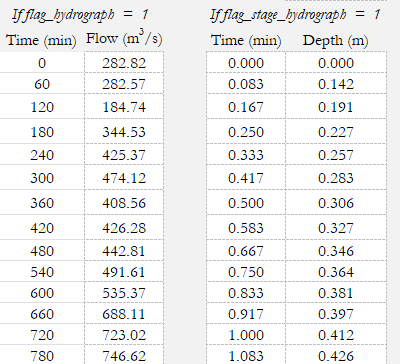 If flag_hydrograph = 1 If flag_stage_hydrograph = 1
Time (min) Flow (m³/s) Time (min) Depth (m)
0 282.82 0.000 0.000
60 282.57 0.083 0.142
120 184.74 0.167 0.191
180 344.53 0.250 0.227
240 425.37 0.333 0.257
300 474.12 0.417 0.283
360 408.56 0.500 0.306
420 426.28 0.583 0.327
480 442.81 0.667 0.346
540 491.61 0.750 0.364
600 535.37 0.833 0.381
660 688.11 0.917 0.397
720 723.02 1.000 0.412
780 746.62 1.083 0.426